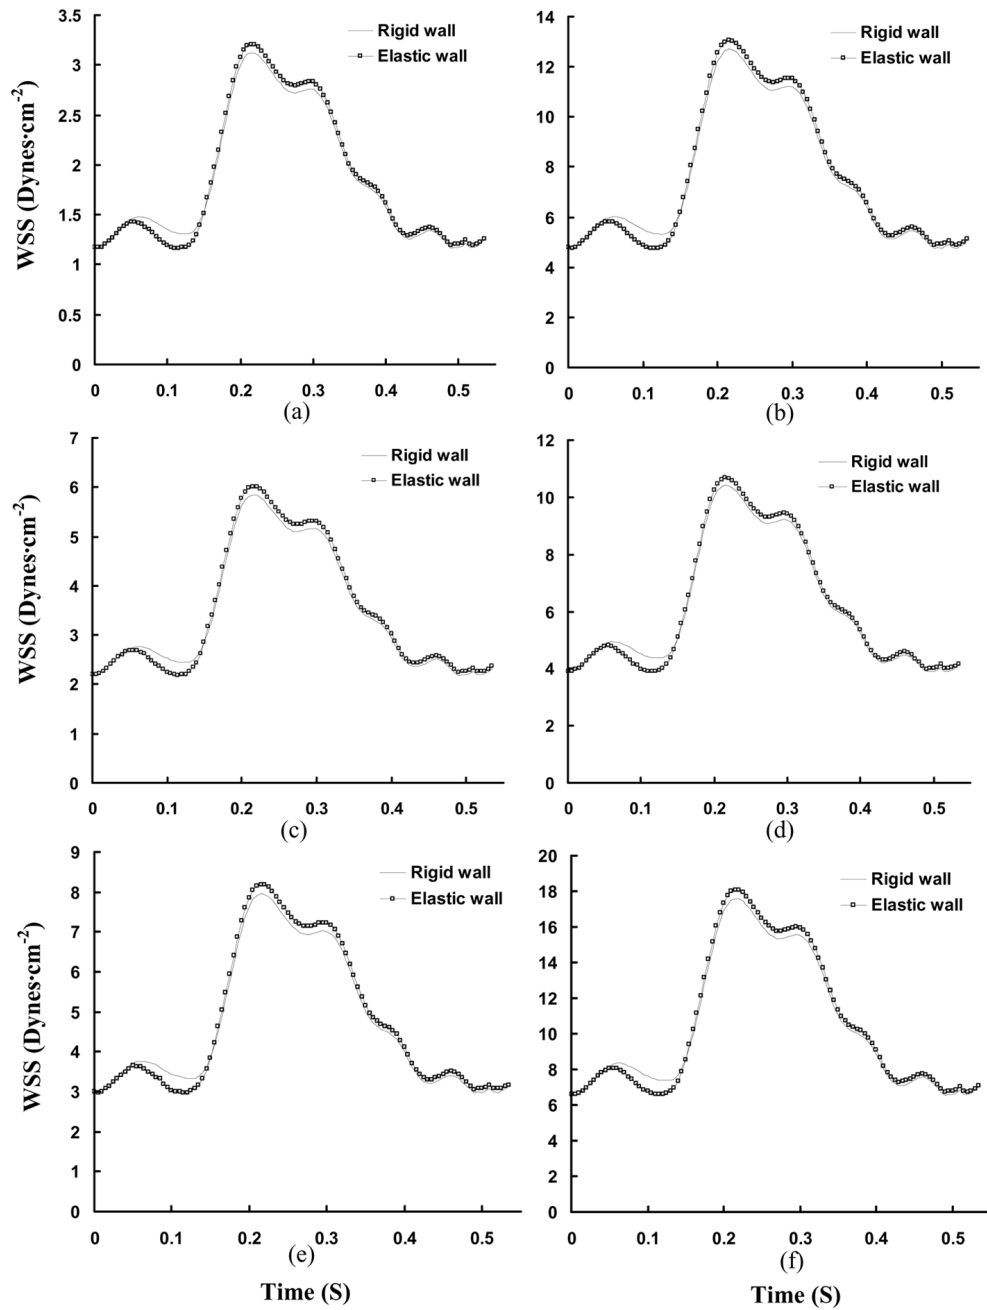 3.5
3
2.5
2
1.5
1
0.5
0
WSS (Dynes·cm-2)
Rigid wall
Elastic wall
0 0.1 0.2 0.3 0.4 0.5
(a)
14
12
10
8
6
4
2
0
Rigid wall
Elastic wall
0 0.1 0.2 0.3 0.4 0.5
(b)
7
6
5
4
3
2
1
0
WSS (Dynes·cm-2)
Rigid wall
Elastic wall
0 0.1 0.2 0.3 0.4 0.5
(c)
12
10
8
6
4
2
0
Rigid wall
Elastic wall
0 0.1 0.2 0.3 0.4 0.5
(d)
9
8
7
6
5
4
3
2
1
0
WSS (Dynes·cm-2)
Rigid wall
Elastic wall
0 0.1 0.2 0.3 0.4 0.5
(e)
Time (S)
20
18
16
14
12
10
8
6
4
2
0
Rigid wall
Elastic wall
0 0.1 0.2 0.3 0.4 0.5
(f)
Time (S)